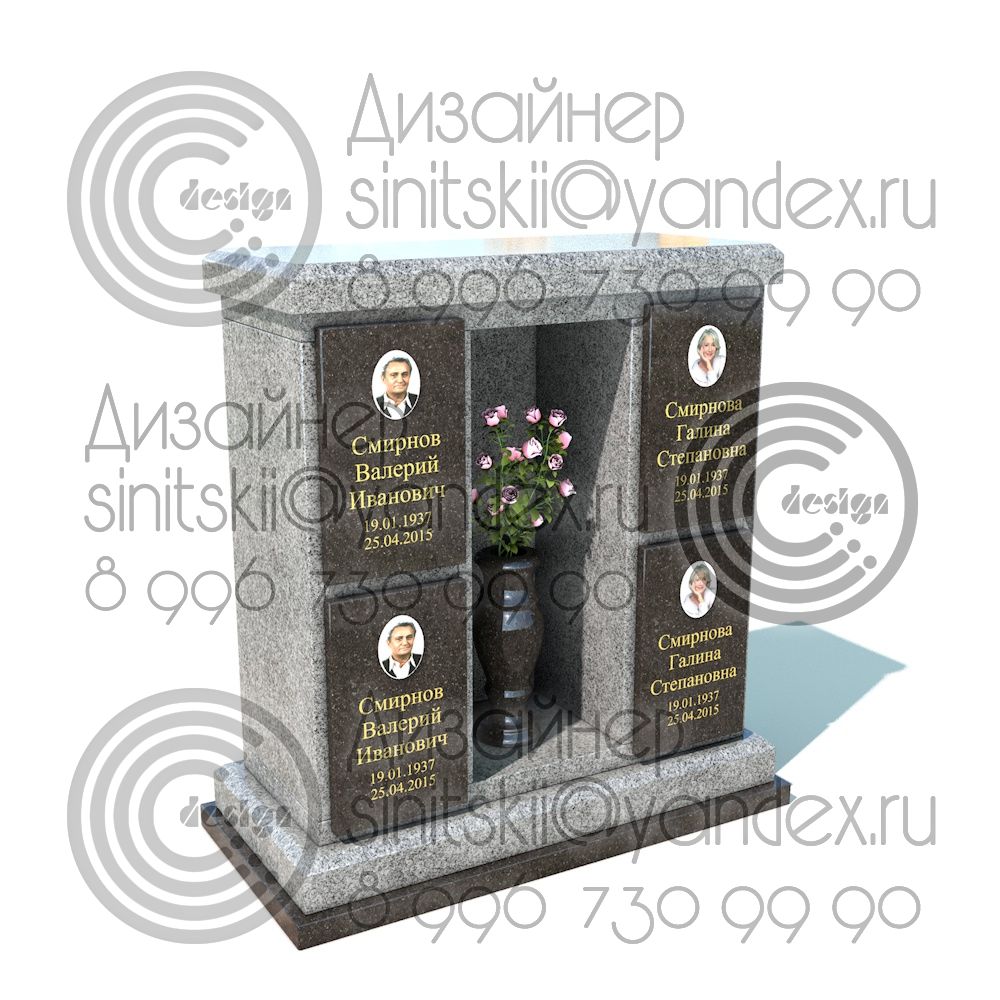 Дизайнер
design
sinitskii@yandex.ru
8 996 730 99 90
Смирнов
Валерий
Иванович
19.01.1937
25.04.2015
Смирнова
Галина
Степановна
19.01.1937
25.04.2015
Дизайнер
sinitskii@yandex.ru
design
8 996 730 99 90
Смирнов
Валерий
Иванович
19.01.1937
25.04.2015
Смирнова
Галина
Степановна
19.01.1937
25.04.2015
Дизайнер
design
sinitskii@yandex.ru
8 996 730 99 90